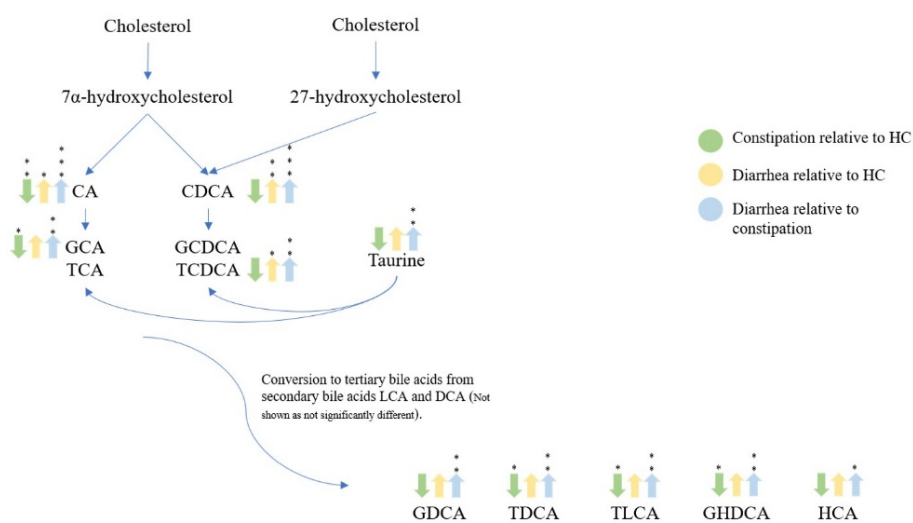 Cholesterol
Cholesterol
7α-hydroxycholesterol
27-hydroxycholesterol
Constipation relative to HC
Diarrhea relative to HC
Diarrhea relative to
constipation
* * * * * *
CA
CDCA
* * * * *
* * *
GCA
TCA
GCDCA
TCDCA
* * *
* *
Taurine
Conversion to tertiary bile acids from
secondary bile acids LCA and DCA (Not
shown as not significantly different).
* *
GDCA
* * *
TDCA
* * *
TLCA
* * *
GHDCA
*
HCA